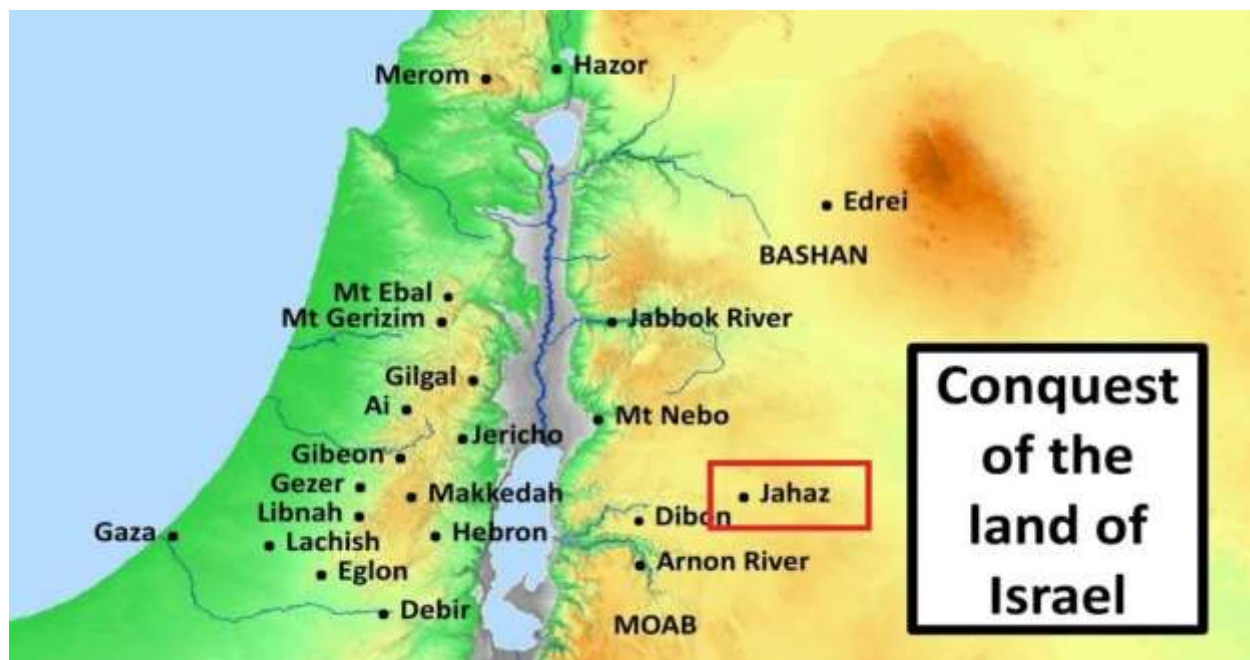 Merom
Hazor
Edrei
BASHAN
Mt Ebal
Mt Gerizim
Jabbok River
Gilgal
Ai
Mt Nebo
Jericho
Gibeon
Gezer
Makkedah
Jahaz
Libnah
Dibon
Gaza
Lachish
Hebron
Eglon
Arnon River
Debir
MOAB
Conquest
of the
land of
Israel